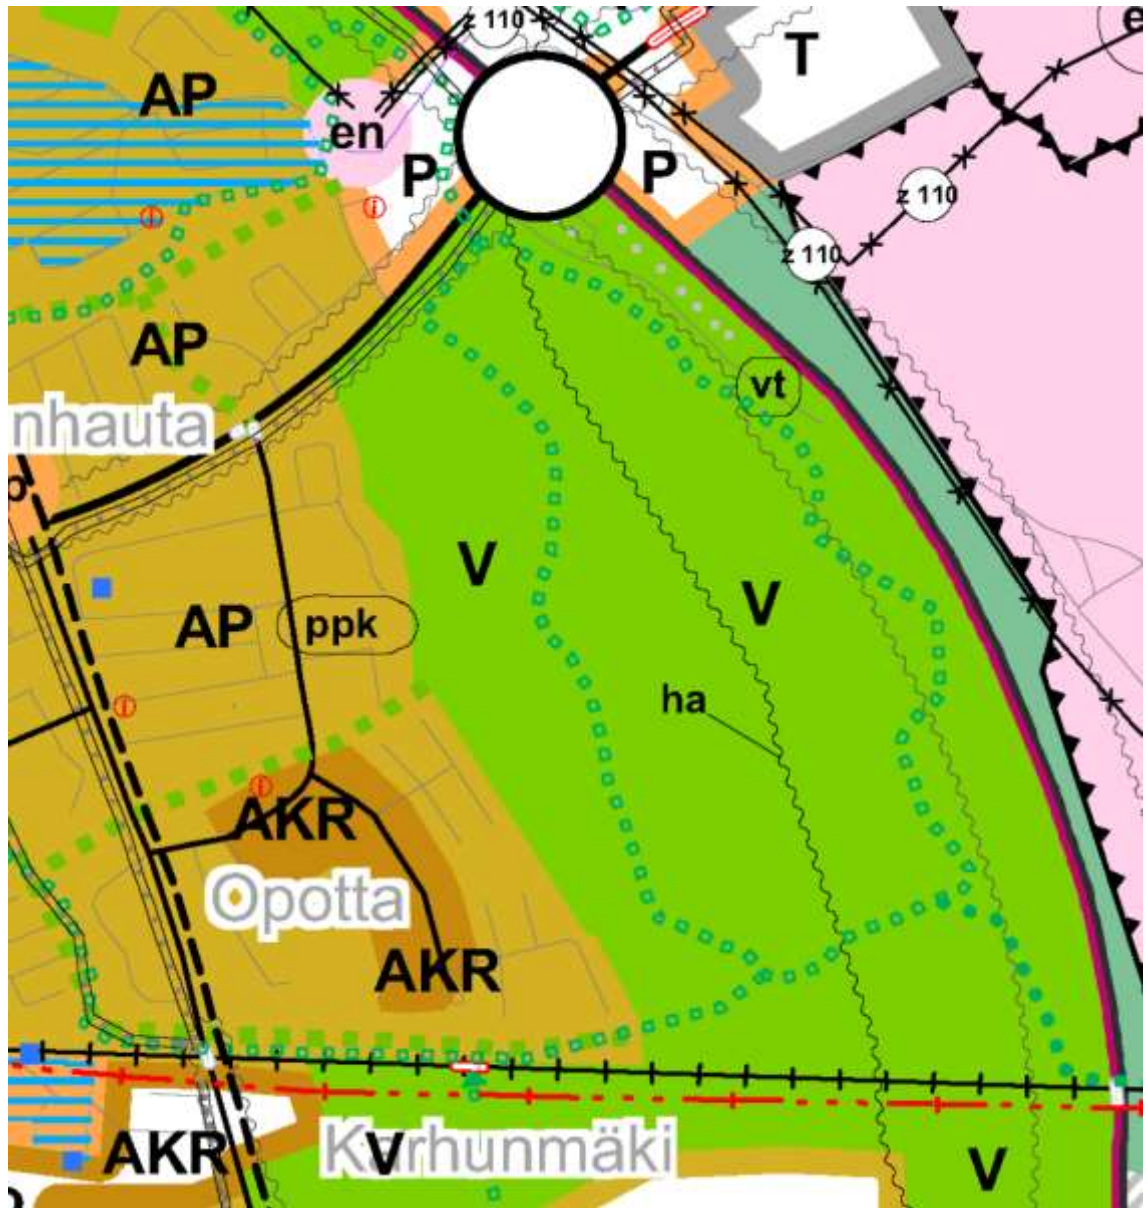 z 110
T
AP
en
P
P
z 110
z 110
AP
vt
nhauta
V
V
AP
ppk
ha
AKR
Opotta
AKR
AKR
V
Karhunmäki
V